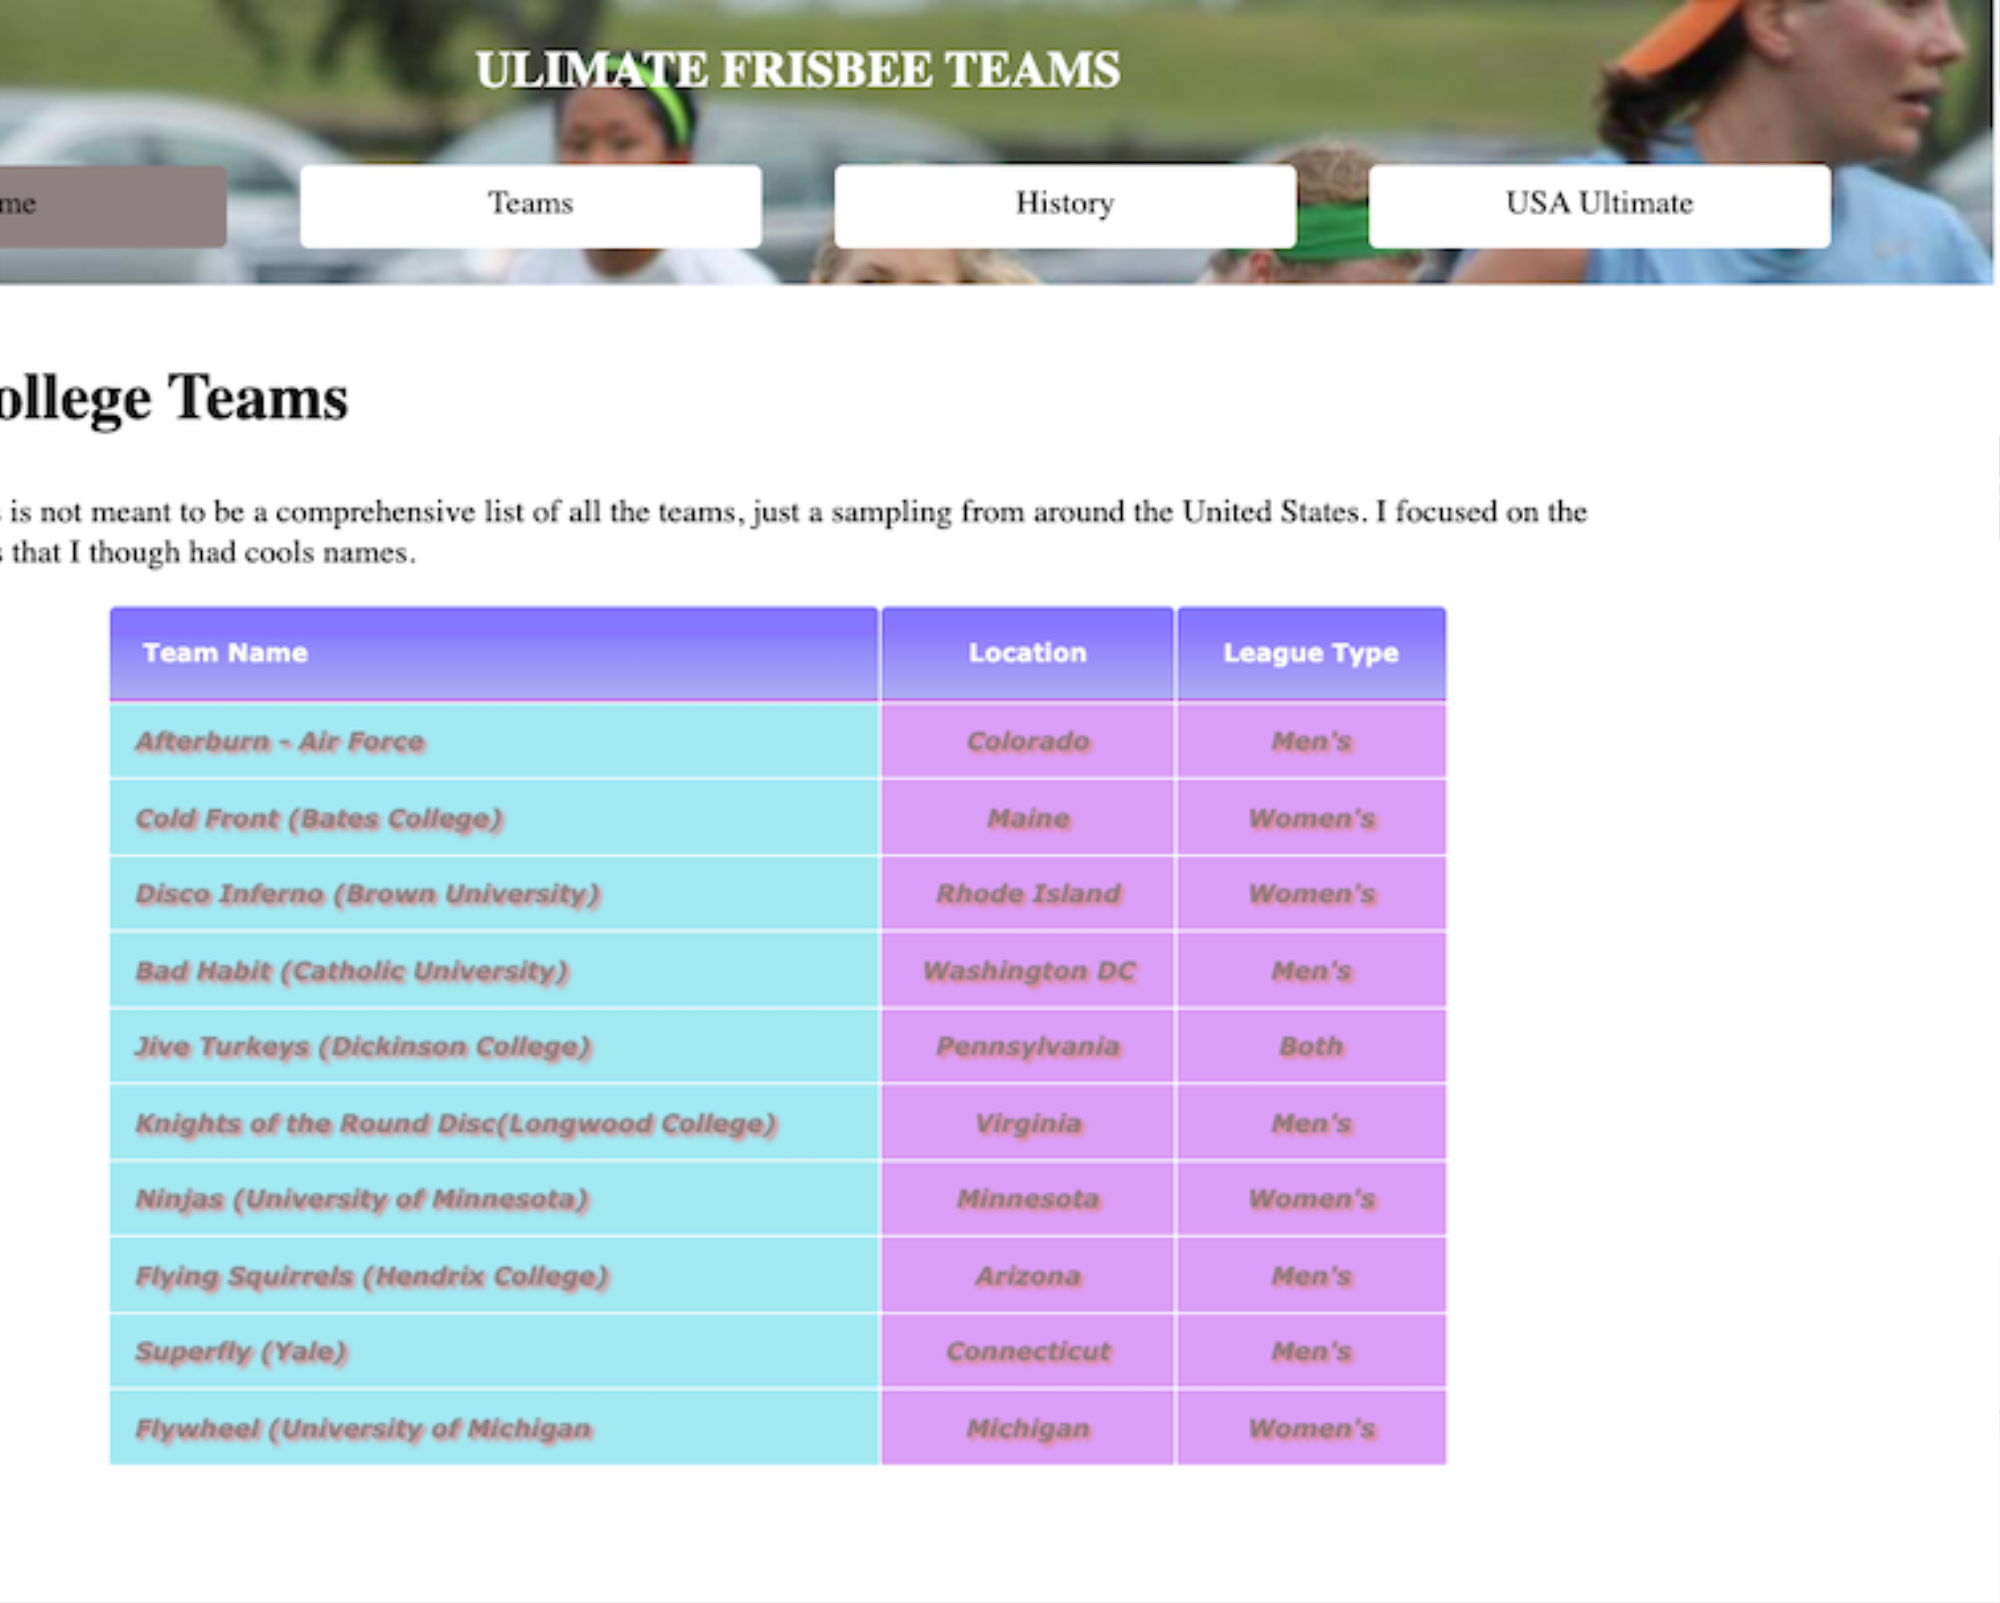 ULIMATE FRISBEE TEAMS
me Teams History USA Ultimate
ollege Teams
s is not meant to be a comprehensive list of all the teams, just a sampling from around the United States. I focused on the
s that I though had cools names.
Team Name Location League Type
Afterburn - Air Force Colorado Men's
Cold Front (Bates College) Maine Women's
Disco Inferno (Brown University) Rhode Island Women's
Bad Habit (Catholic University) Washington DC Men's
Jive Turkeys (Dickinson College) Pennsylvania Both
Knights of the Round Disc(Longwood College) Virginia Men's
Ninjas (University of Minnesota) Minnesota Women's
Flying Squirrels (Hendrix College) Arizona Men's
Superfly (Yale) Connecticut Men's
Flywheel (University of Michigan Michigan Women's